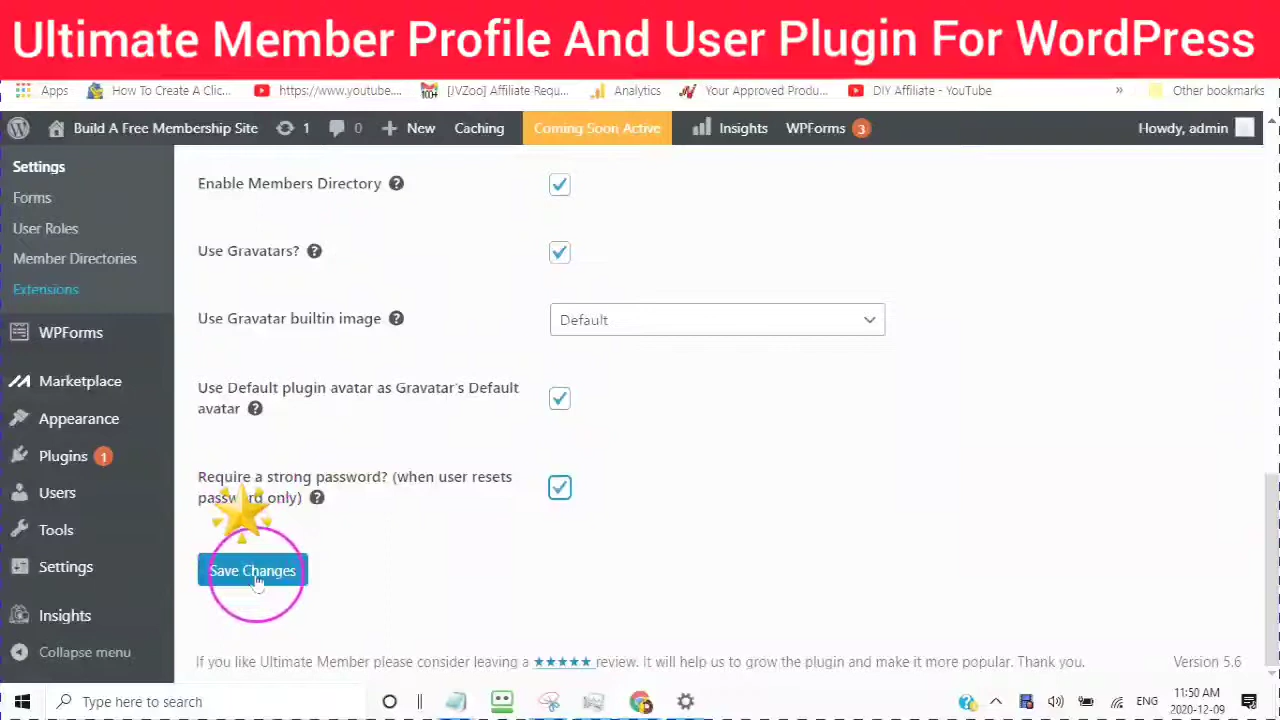 Ultimate Member Profile And User Plugin For WordPress
Apps How To Create A Clic... https://www.youtube.... 100+ [JVZoo] Affiliate Requ... Analytics Your Approved Produ... DIY Affiliate - YouTube » Other bookmarks
Build A Free Membership Site 1 0 New Caching Coming Soon Active Insights WPForms 3 Howdy, admin
Settings
Forms
User Roles
Member Directories
Extensions
WPForms
Marketplace
Appearance
Plugins 1
Users
Tools
Settings
Insights
Collapse menu
Enable Members Directory ?
Use Gravatars? ?
Use Gravatar builtin image ? Default
Use Default plugin avatar as Gravatar's Default
avatar ?
Require a strong password? (when user resets
password only) ?
Save Changes
If you like Ultimate Member please consider leaving a ★★★★★ review. It will help us to grow the plugin and make it more popular. Thank you. Version 5.6
Type here to search ENG 11:50 AM
2020-12-09